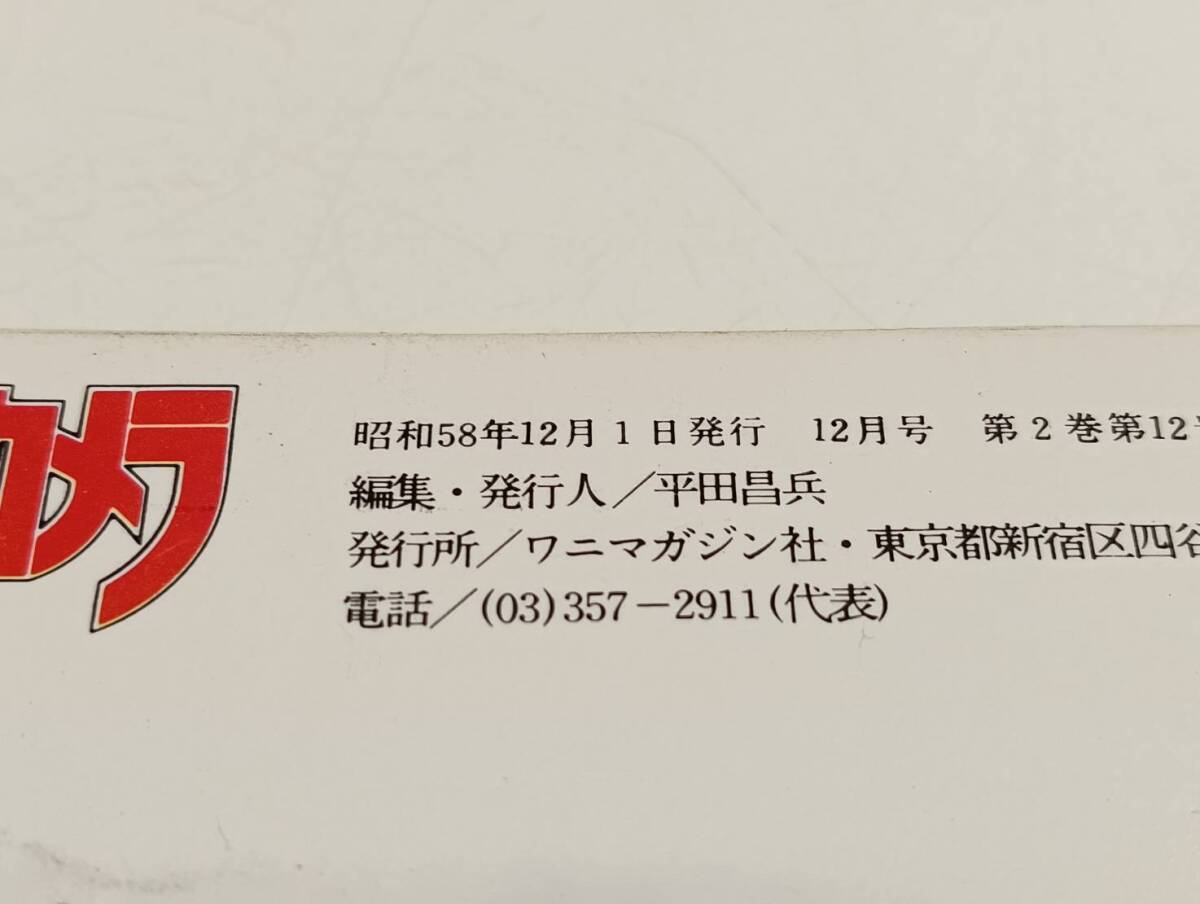 カメラ
昭和58年12月1日発行 12月号 第2巻第12
編集・発行人/平田昌兵
発行所/ワニマガジン社・東京都新宿区四谷
電話/(03)357-2911(代表)